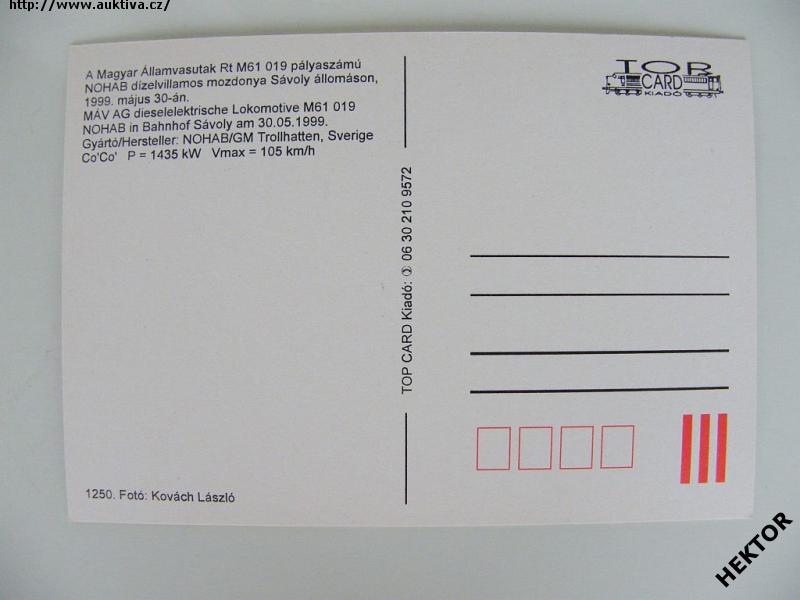 http://www.auktiva.cz/
A Magyar Államvasutak Rt M61 019 pályaszámú
NOHAB dízelvillamos mozdonya Sávoly állomáson,
1999. május 30-án.
MÁV AG dieselelektrische Lokomotive M61 019
NOHAB in Bahnhof Sávoly am 30.05.1999.
Gyártó/Hersteller: NOHAB/GM Trollhatten, Sverige
Co'Co' P = 1435 kW Vmax = 105 km/h
1250. Fotó: Kovách László
TOP CARD Kiadó: ✆ 06 30 210 9572
TOP
CARD
KIADÓ
HEKTOR